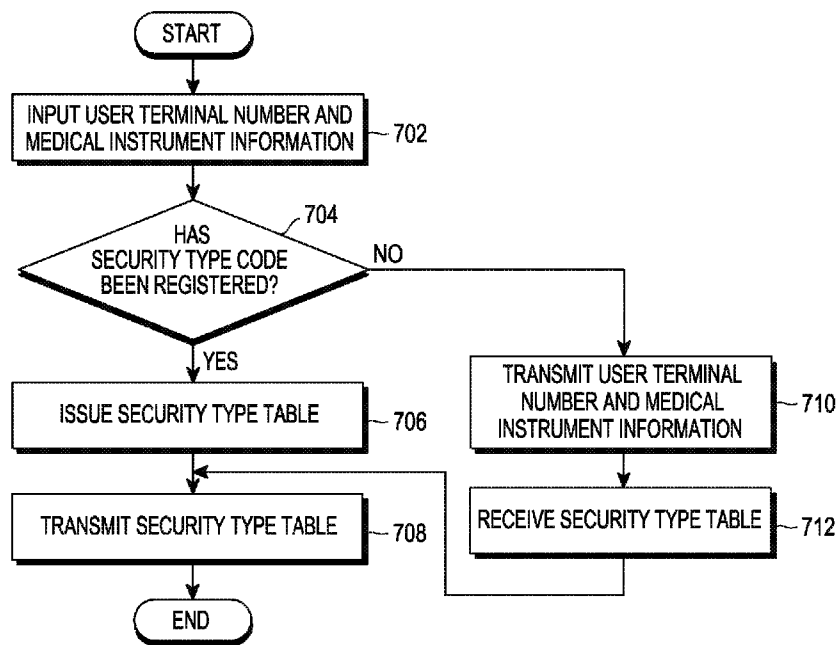 START
INPUT USER TERMINAL NUMBER AND
MEDICAL INSTRUMENT INFORMATION
702
704
HAS
SECURITY TYPE CODE
BEEN REGISTERED?
NO
YES
ISSUE SECURITY TYPE TABLE
706
TRANSMIT USER TERMINAL
NUMBER AND MEDICAL
INSTRUMENT INFORMATION
710
TRANSMIT SECURITY TYPE TABLE
708
RECEIVE SECURITY TYPE TABLE
712
END